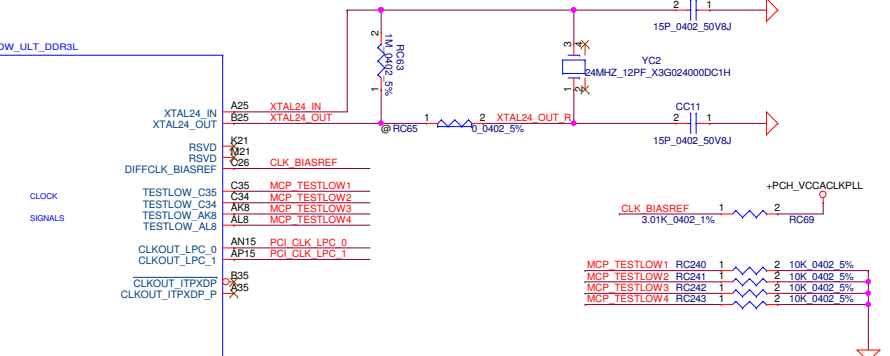 2 1
15P_0402_50V8J
OW_ULT_DDR3L
2
RC63
1M_0402_5%
1
3 4
YC2
24MHZ_12PF_X3G024000DC1H
1 2
XTAL24_IN A25 XTAL24_IN
XTAL24_OUT B25 XTAL24_OUT
@ RC65 1 2 XTAL24_OUT_R
0_0402_5%
CC11
2 1
15P_0402_50V8J
RSVD K21
RSVD M21
DIFFCLK_BIASREF C26 CLK_BIASREF
CLOCK
SIGNALS
TESTLOW_C35 C35 MCP_TESTLOW1
TESTLOW_C34 C34 MCP_TESTLOW2
TESTLOW_AK8 AK8 MCP_TESTLOW3
TESTLOW_AL8 AL8 MCP_TESTLOW4
CLKOUT_LPC_0 AN15 PCI_CLK_LPC_0
CLKOUT_LPC_1 AP15 PCI_CLK_LPC_1
CLKOUT_ITPXDP B35
CLKOUT_ITPXDP_P A35
+PCH_VCCACLKPLL
CLK_BIASREF 1 2
3.01K_0402_1% RC69
MCP_TESTLOW1 RC240 1 2 10K_0402_5%
MCP_TESTLOW2 RC241 1 2 10K_0402_5%
MCP_TESTLOW3 RC242 1 2 10K_0402_5%
MCP_TESTLOW4 RC243 1 2 10K_0402_5%